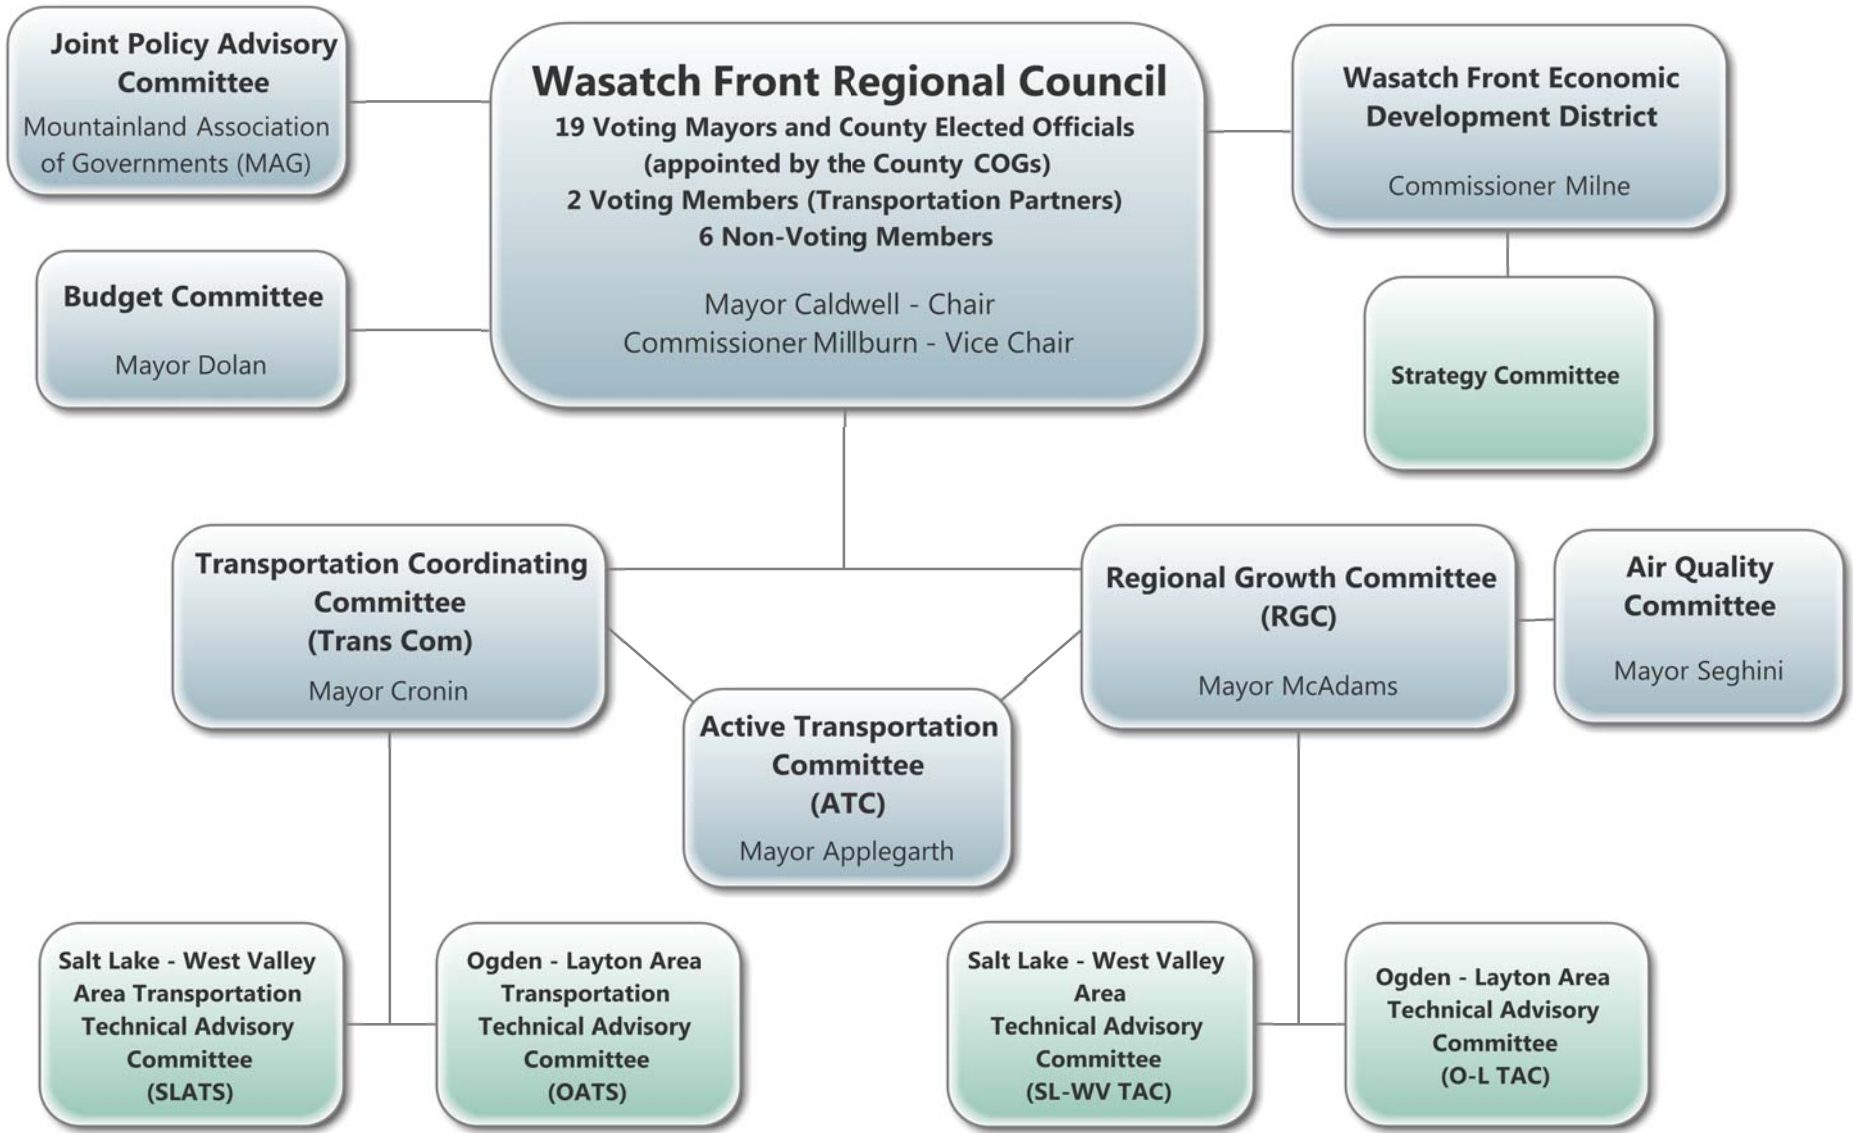 Joint Policy Advisory
Committee
Mountainland Association
of Governments (MAG)
Wasatch Front Regional Council
19 Voting Mayors and County Elected Officials
(appointed by the County COGs)
2 Voting Members (Transportation Partners)
6 Non-Voting Members
Mayor Caldwell - Chair
Commissioner Millburn - Vice Chair
Wasatch Front Economic
Development District
Commissioner Milne
Budget Committee
Mayor Dolan
Strategy Committee
Transportation Coordinating
Committee
(Trans Com)
Mayor Cronin
Regional Growth Committee
(RGC)
Mayor McAdams
Air Quality
Committee
Mayor Seghini
Active Transportation
Committee
(ATC)
Mayor Applegarth
Salt Lake - West Valley
Area Transportation
Technical Advisory
Committee
(SLATS)
Ogden - Layton Area
Transportation
Technical Advisory
Committee
(OATS)
Salt Lake - West Valley
Area
Technical Advisory
Committee
(SL-WV TAC)
Ogden - Layton Area
Technical Advisory
Committee
(O-L TAC)